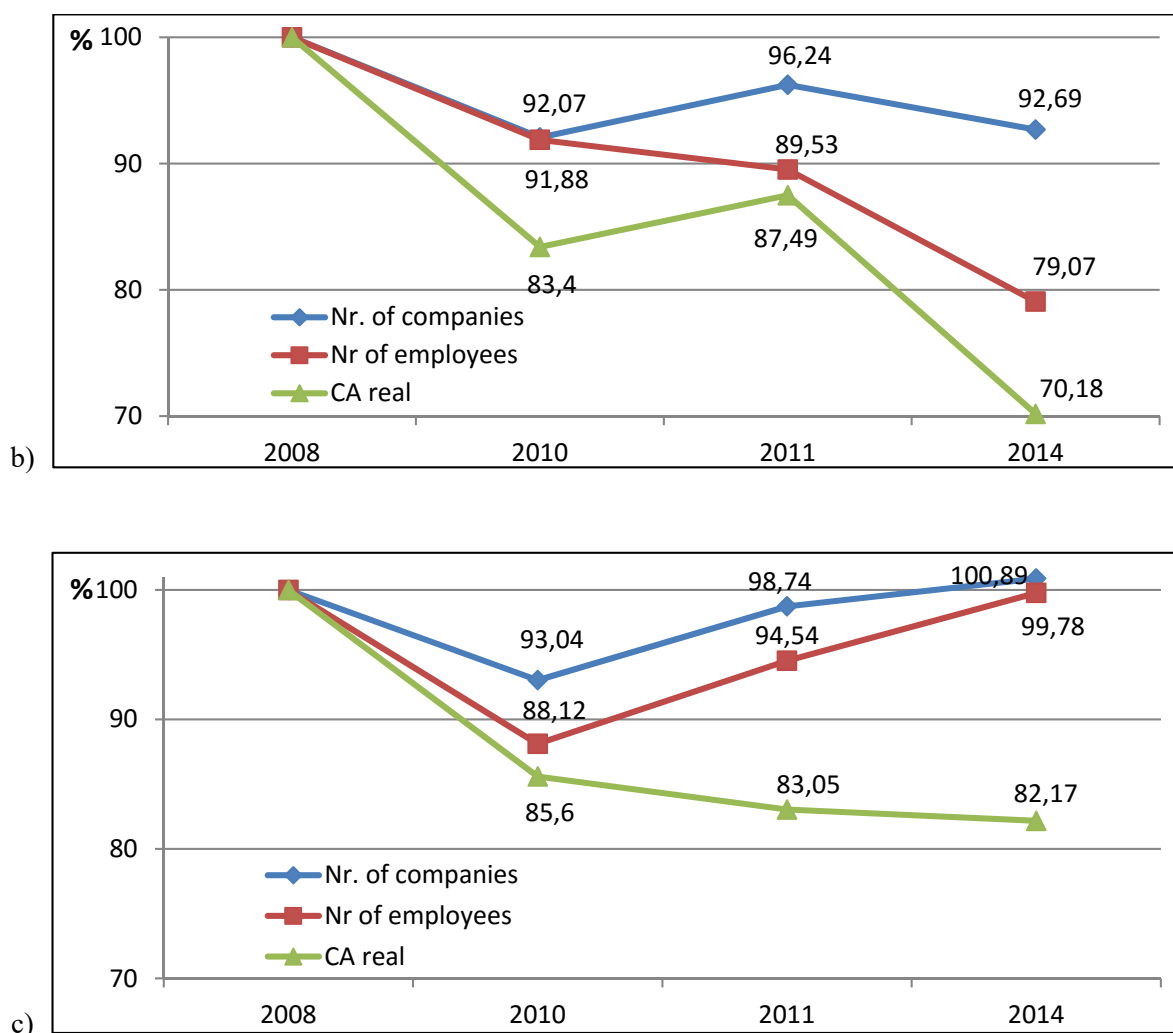 % 100
96,24
92,07
92,69
90
89,53
91,88
87,49
79,07
83,4
80
Nr. of companies
Nr of employees
CA real
70,18
70
2008 2010 2011 2014
b)
%100
98,74
100,89
93,04
94,54
99,78
88,12
90
83,05
82,17
85,6
80
Nr. of companies
Nr of employees
CA real
70
2008 2010 2011 2014
c)